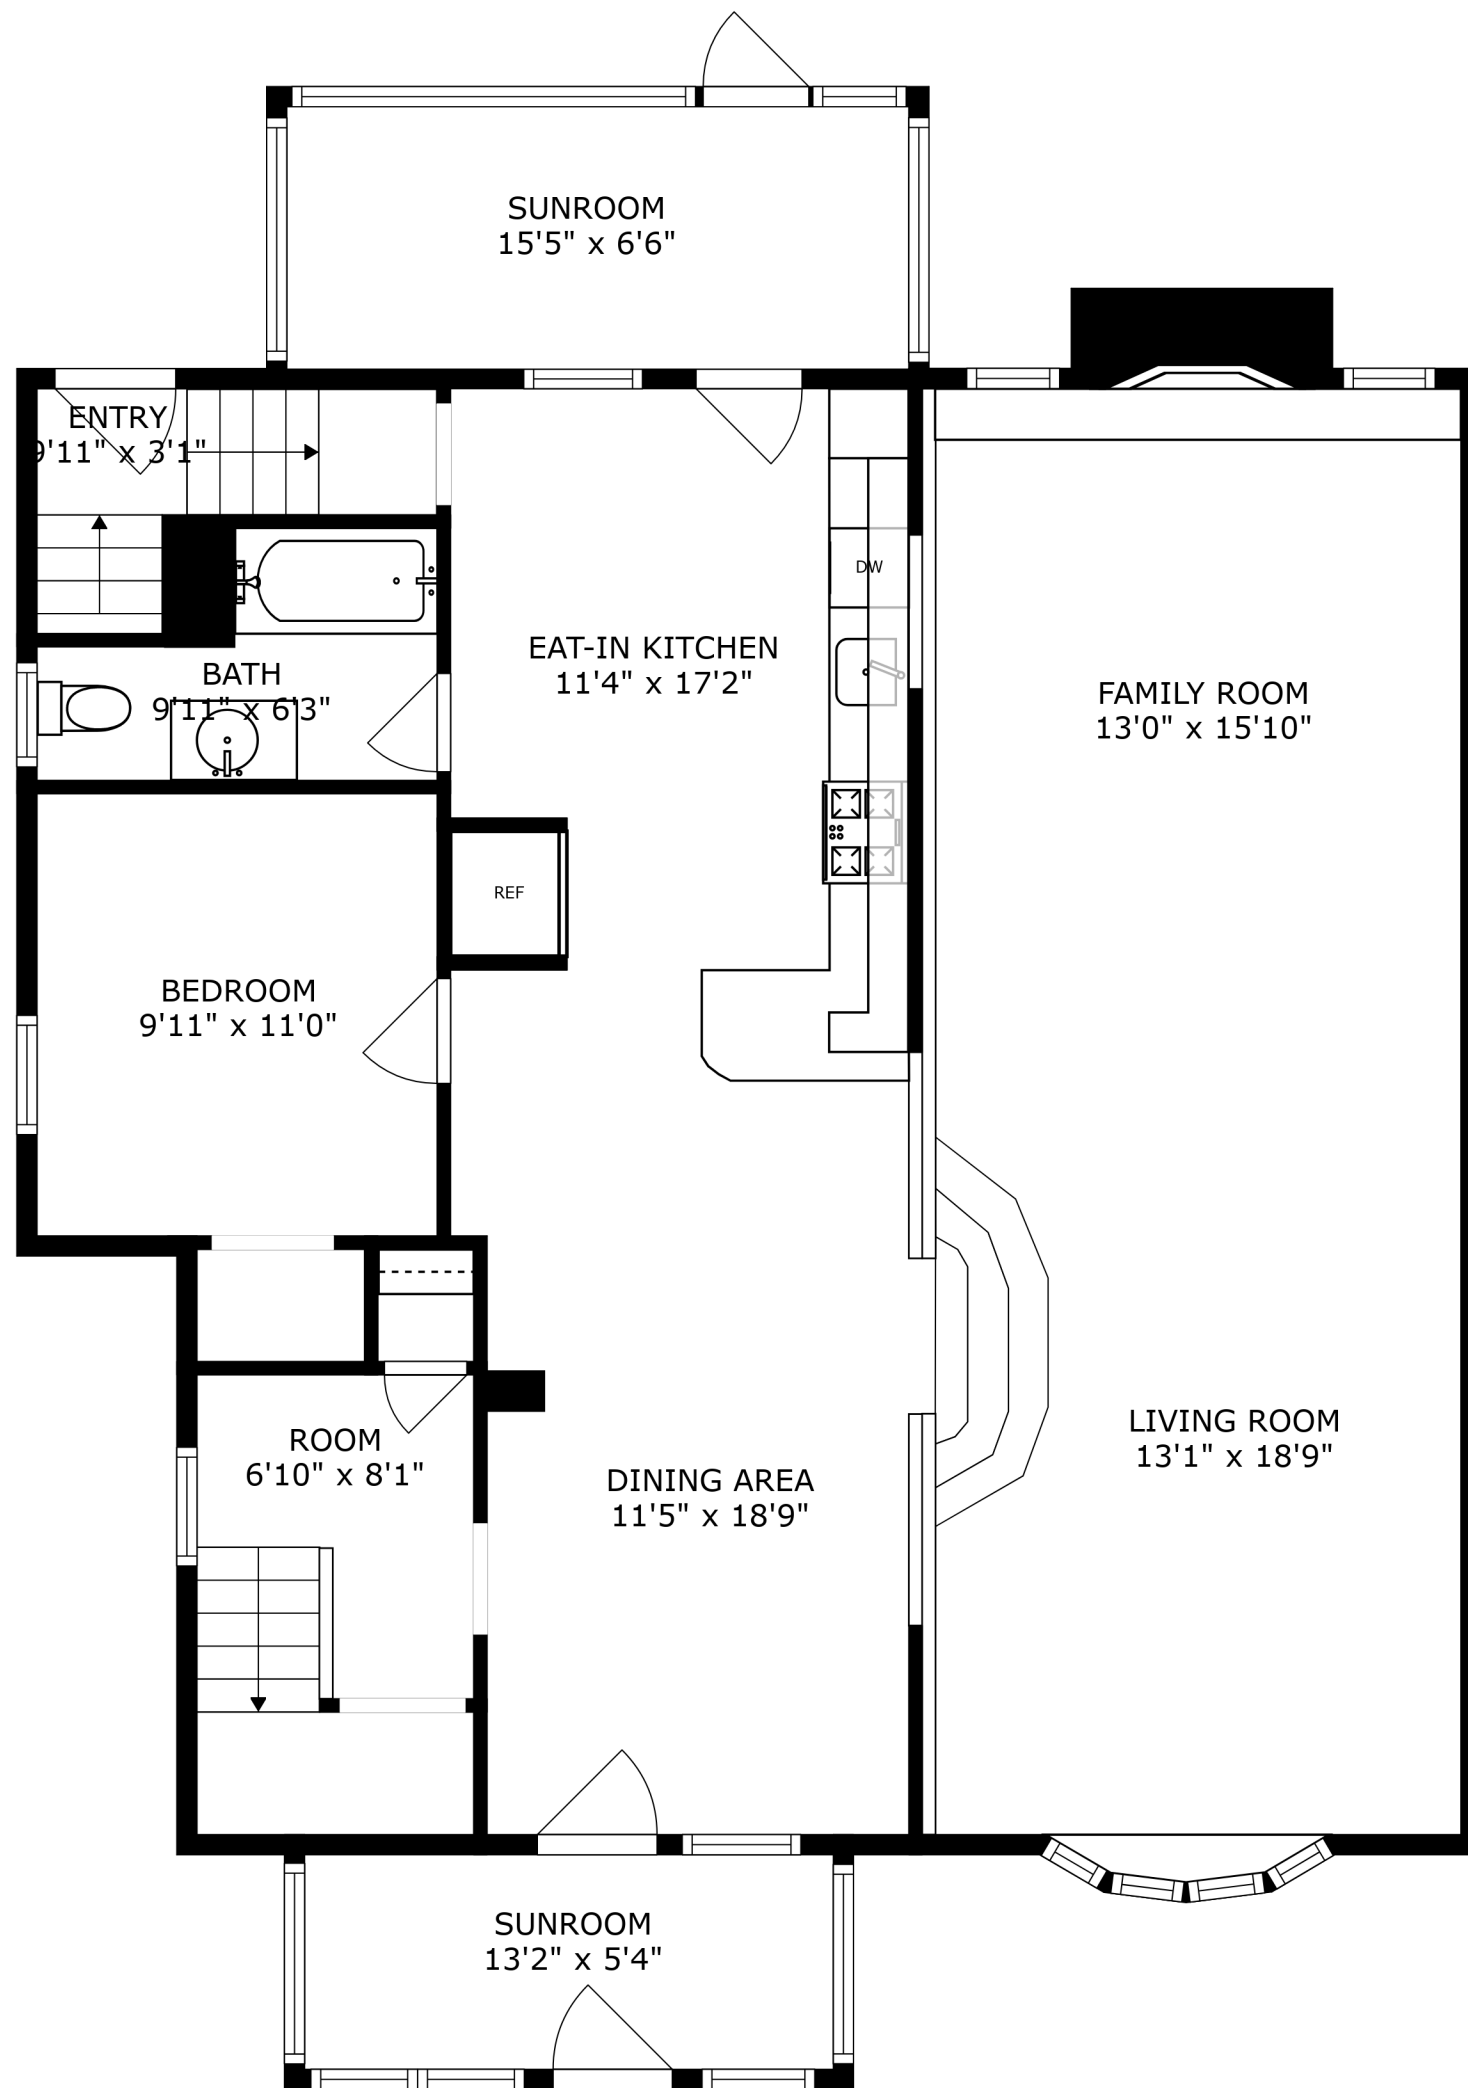 SUNROOM
15'5" x 6'6"
ENTRY
9'11" x 3'1"
DW
EAT-IN KITCHEN
11'4" x 17'2"
BATH
9'11" x 6'3"
FAMILY ROOM
13'0" x 15'10"
REF
BEDROOM
9'11" x 11'0"
LIVING ROOM
13'1" x 18'9"
ROOM
6'10" x 8'1"
DINING AREA
11'5" x 18'9"
SUNROOM
13'2" x 5'4"